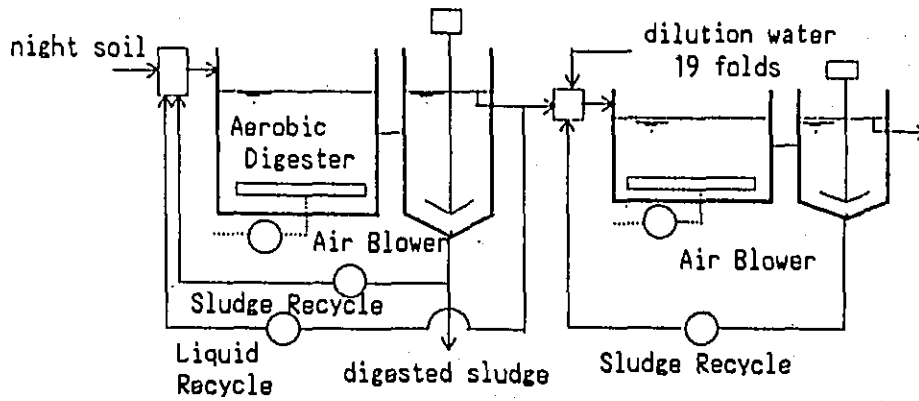 night soil
dilution water
19 folds
Aerobic
Digester
Air Blower
Air Blower
Sludge Recycle
Liquid
Recycle
digested sludge
Sludge Recycle